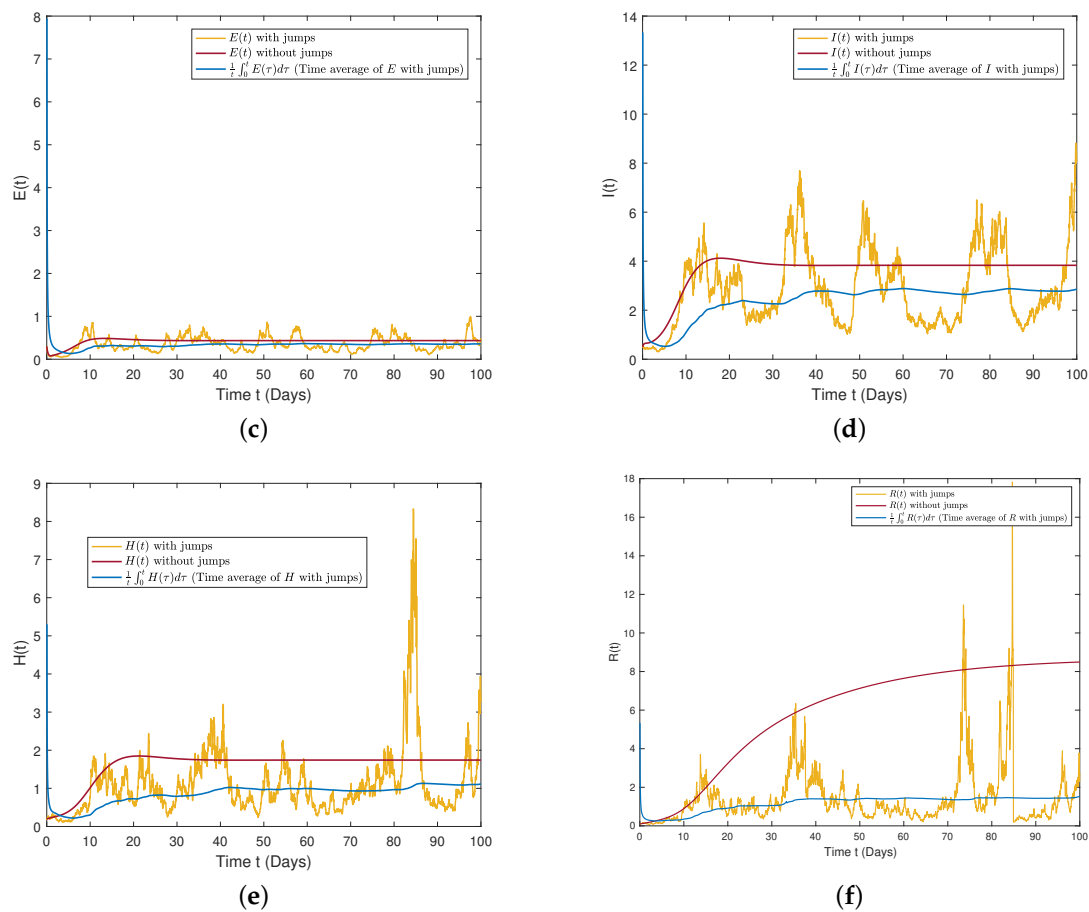 E(t) with jumps
E(t) without jumps
1/t ∫₀ᵗ E(τ)dτ (Time average of E with jumps)
8
7
6
5
4
3
2
1
0
E(t)
0 10 20 30 40 50 60 70 80 90 100
Time t (Days)
(c)
I(t) with jumps
I(t) without jumps
1/t ∫₀ᵗ I(τ)dτ (Time average of I with jumps)
14
12
10
8
6
4
2
0
I(t)
0 10 20 30 40 50 60 70 80 90 100
Time t (Days)
(d)
H(t) with jumps
H(t) without jumps
1/t ∫₀ᵗ H(τ)dτ (Time average of H with jumps)
9
8
7
6
5
4
3
2
1
0
H(t)
0 10 20 30 40 50 60 70 80 90 100
Time t (Days)
(e)
R(t) with jumps
R(t) without jumps
1/t ∫₀ᵗ R(τ)dτ (Time average of R with jumps)
18
16
14
12
10
8
6
4
2
0
R(t)
0 10 20 30 40 50 60 70 80 90 100
Time t (Days)
(f)